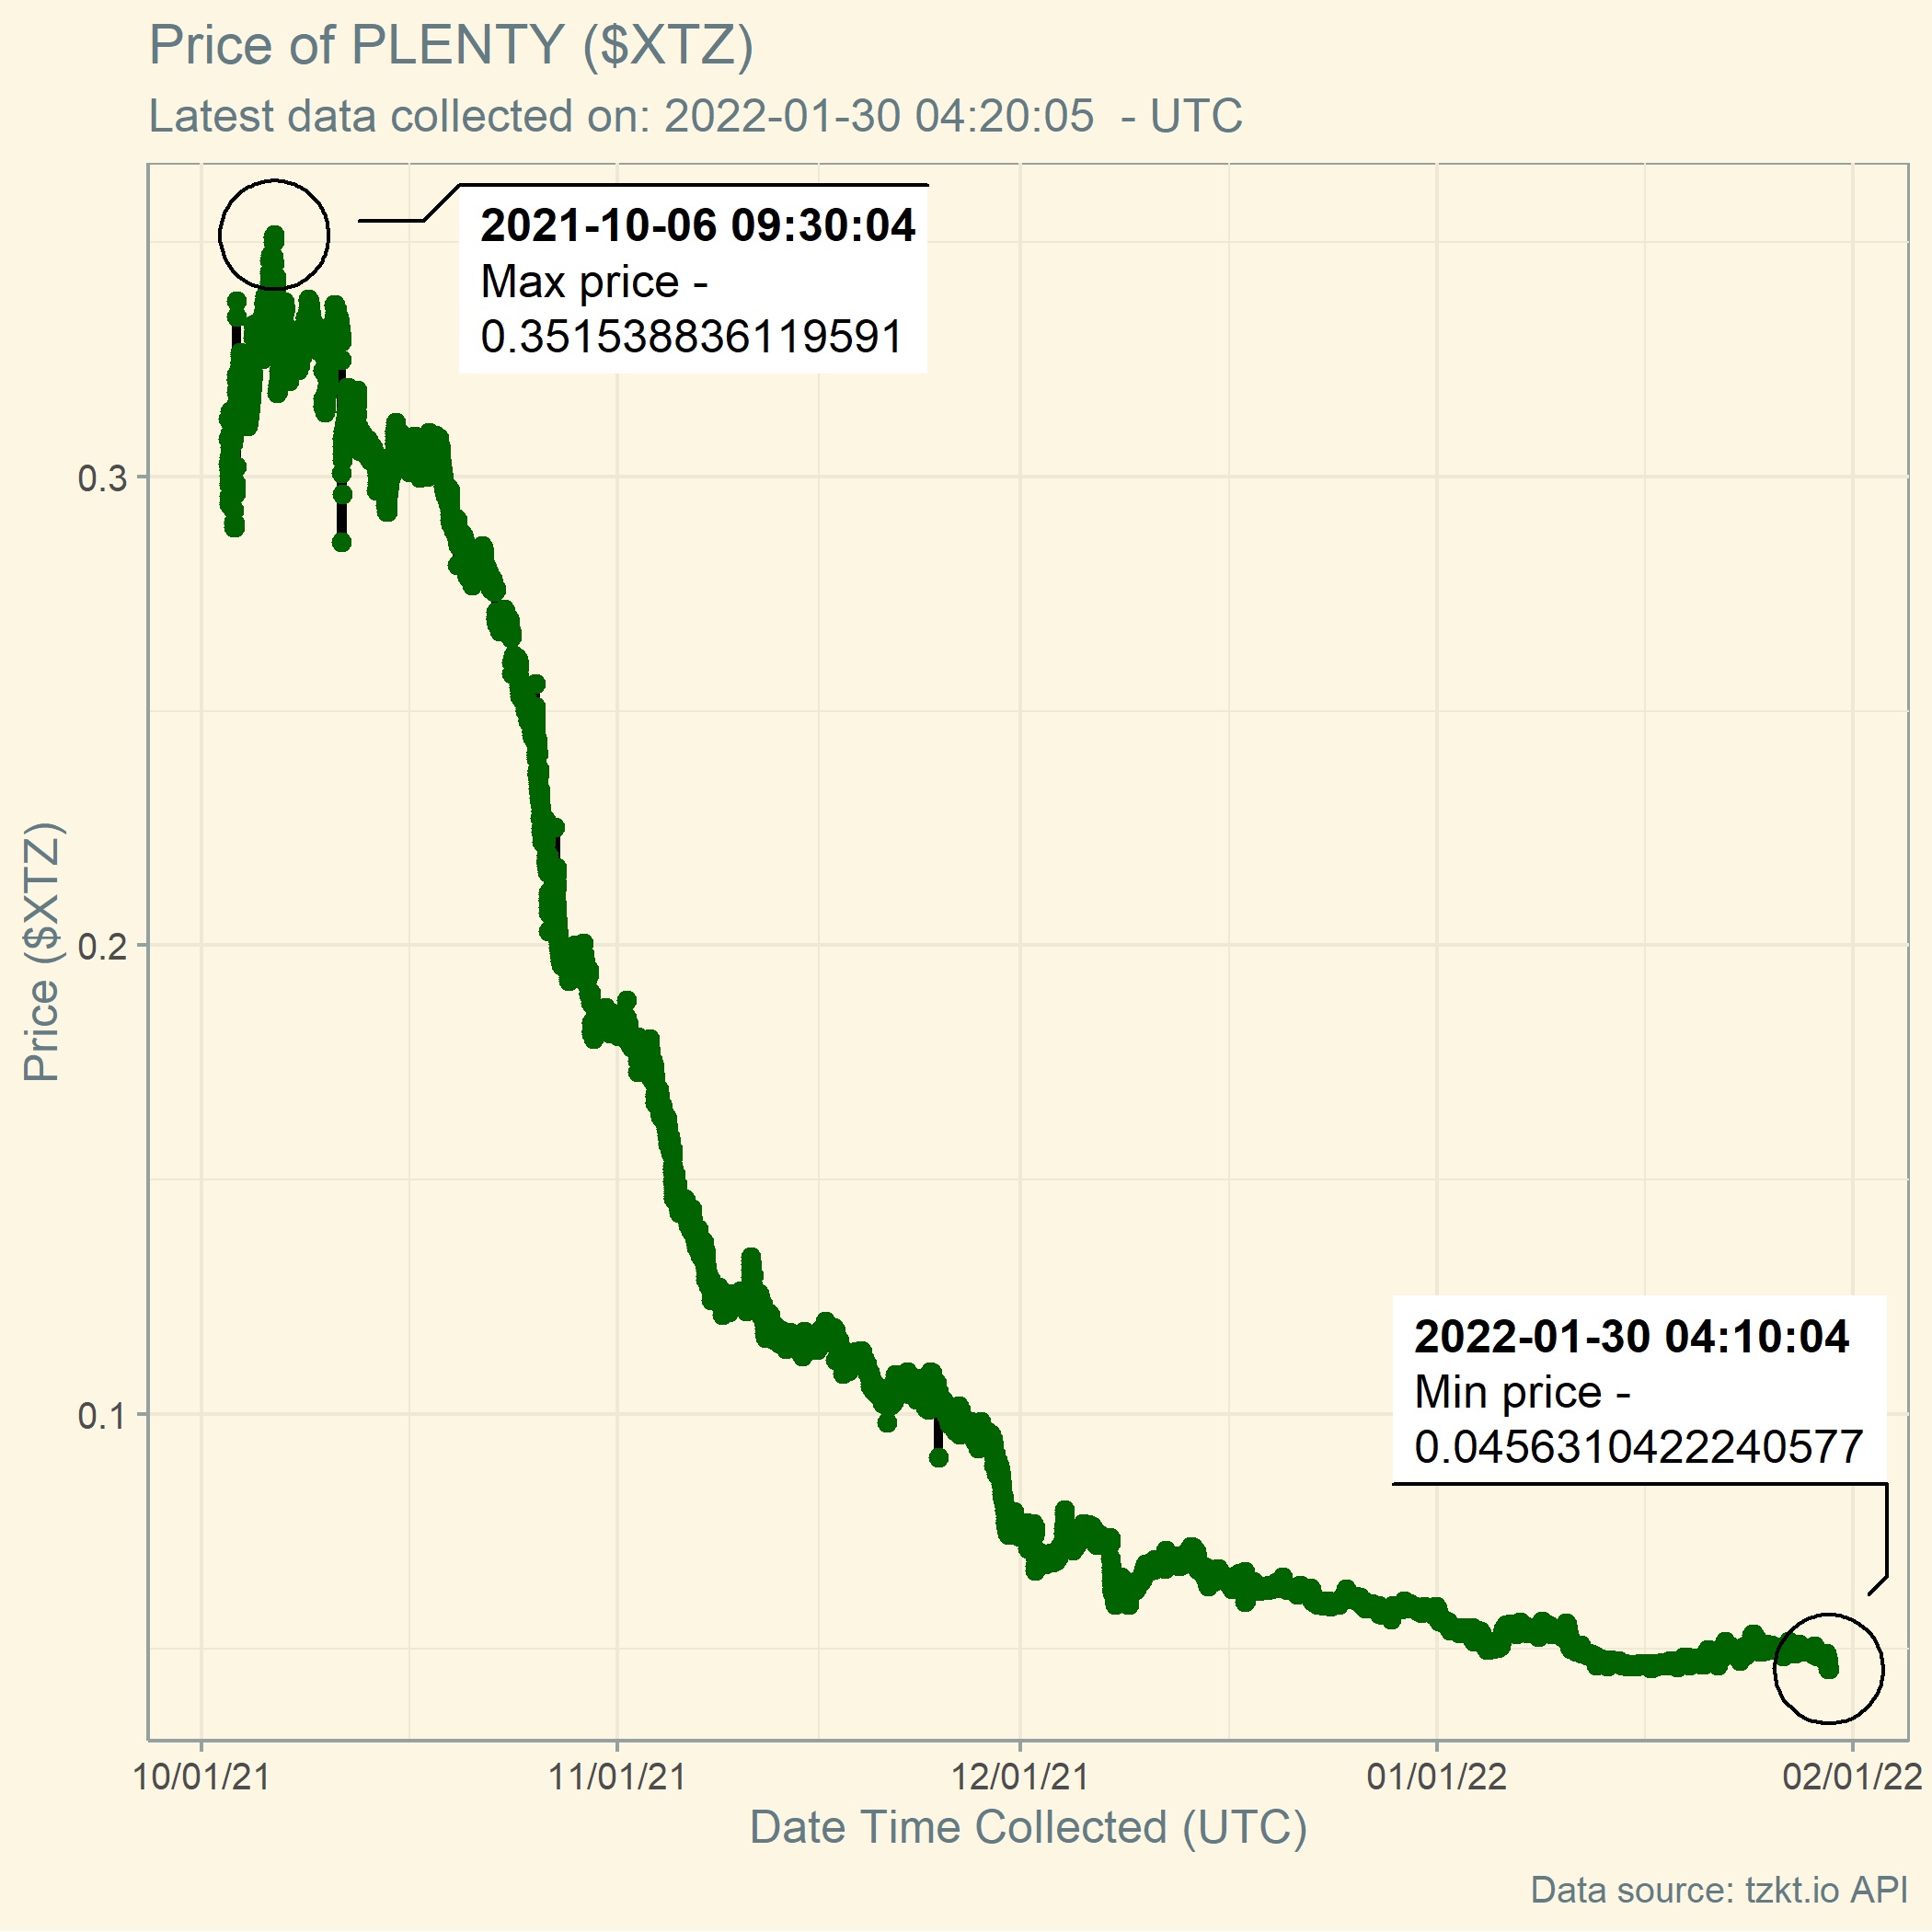 Price of PLENTY ($XTZ)
Latest data collected on: 2022-01-30 04:20:05 - UTC
2021-10-06 09:30:04
Max price -
0.351538836119591
0.3
0.2
0.1
Price ($XTZ)
2022-01-30 04:10:04
Min price -
0.0456310422240577
10/01/21
11/01/21
12/01/21
01/01/22
02/01/22
Date Time Collected (UTC)
Data source: tzkt.io API